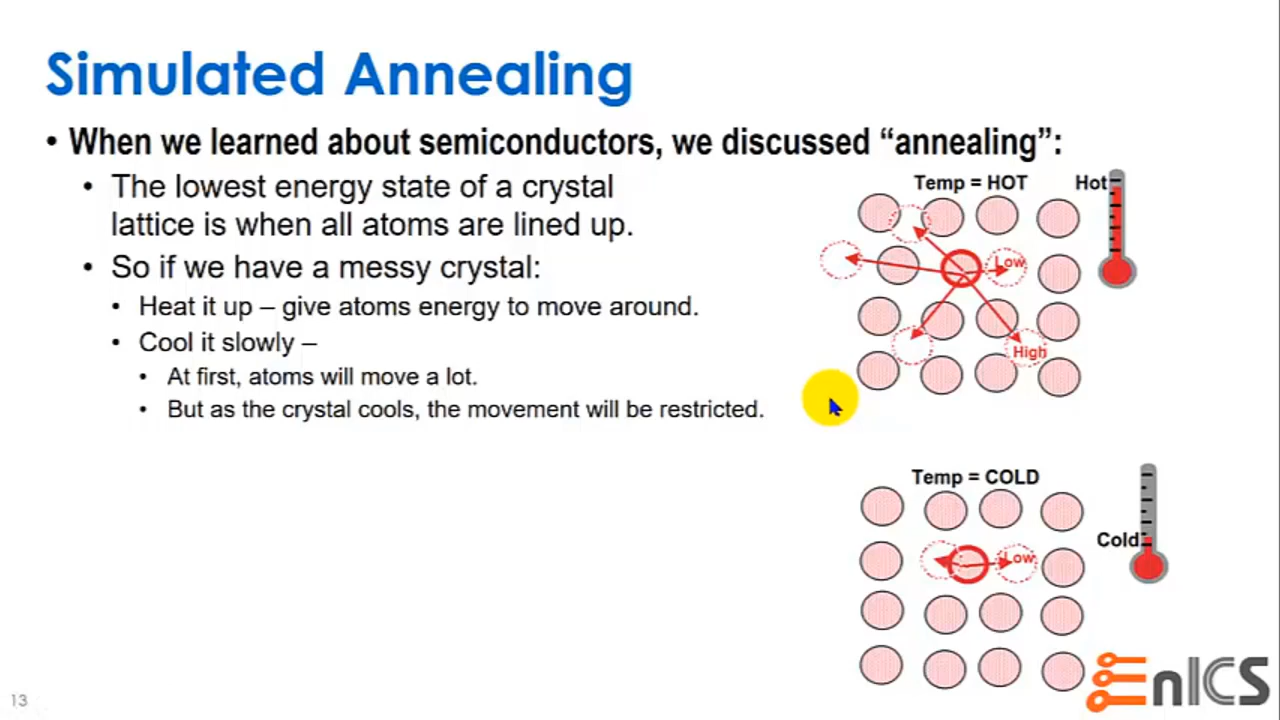 Simulated Annealing
• When we learned about semiconductors, we discussed “annealing”:
• The lowest energy state of a crystal
lattice is when all atoms are lined up.
• So if we have a messy crystal:
• Heat it up – give atoms energy to move around.
• Cool it slowly –
• At first, atoms will move a lot.
• But as the crystal cools, the movement will be restricted.
Temp = HOT
Hot
Low
High
Temp = COLD
Cold
Low
13
EnICS